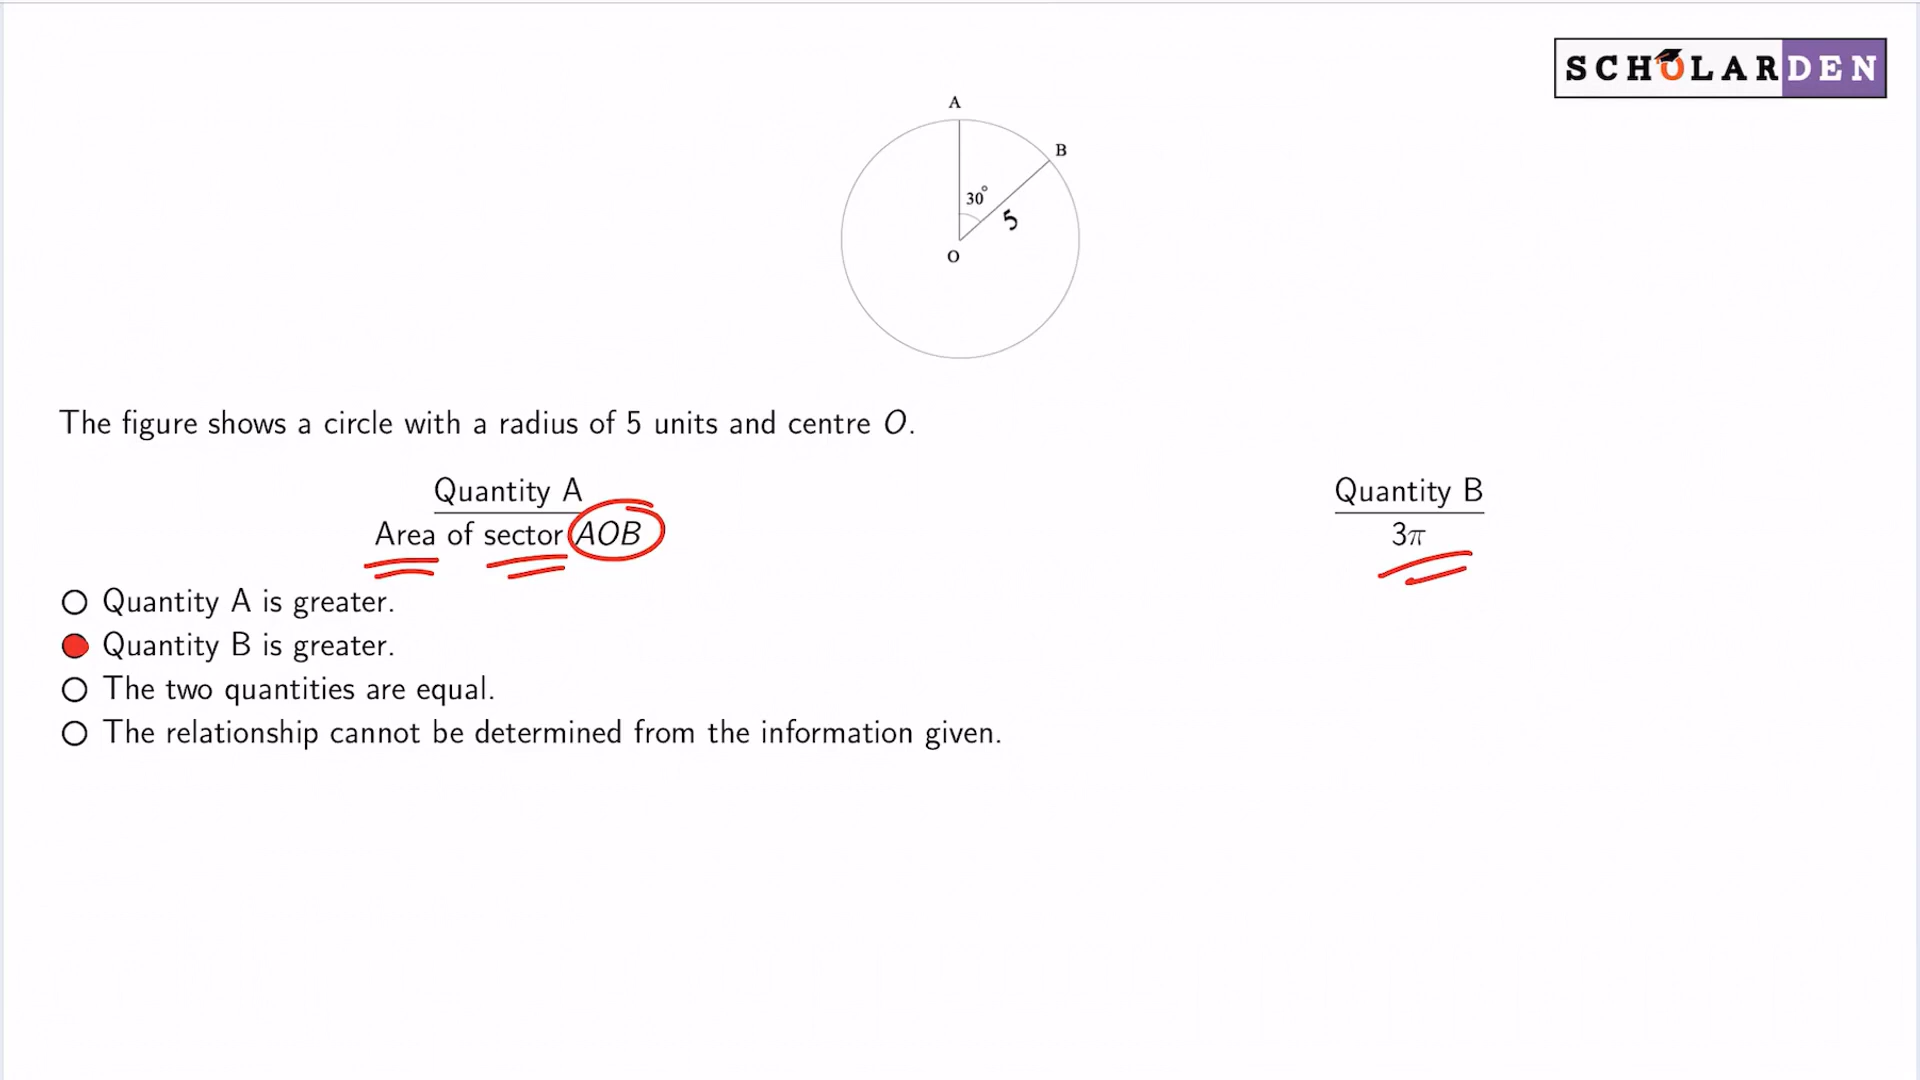 SCHOLARDEN
A
B
30°
5
O
The figure shows a circle with a radius of 5 units and centre O.
Quantity A
Quantity B
Area of sector AOB
3π
Quantity A is greater.
Quantity B is greater.
The two quantities are equal.
The relationship cannot be determined from the information given.